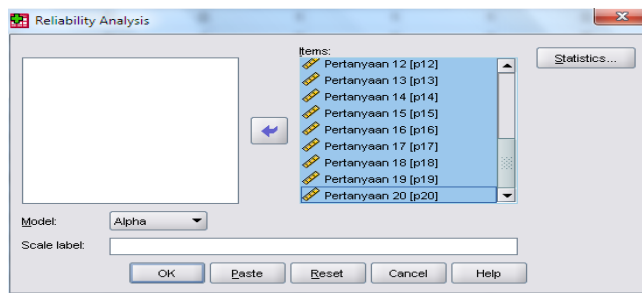 Reliability Analysis
Items:
Pertanyaan 12 [p12]
Pertanyaan 13 [p13]
Pertanyaan 14 [p14]
Pertanyaan 15 [p15]
Pertanyaan 16 [p16]
Pertanyaan 17 [p17]
Pertanyaan 18 [p18]
Pertanyaan 19 [p19]
Pertanyaan 20 [p20]
Statistics...
Model: Alpha
Scale label:
OK Paste Reset Cancel Help